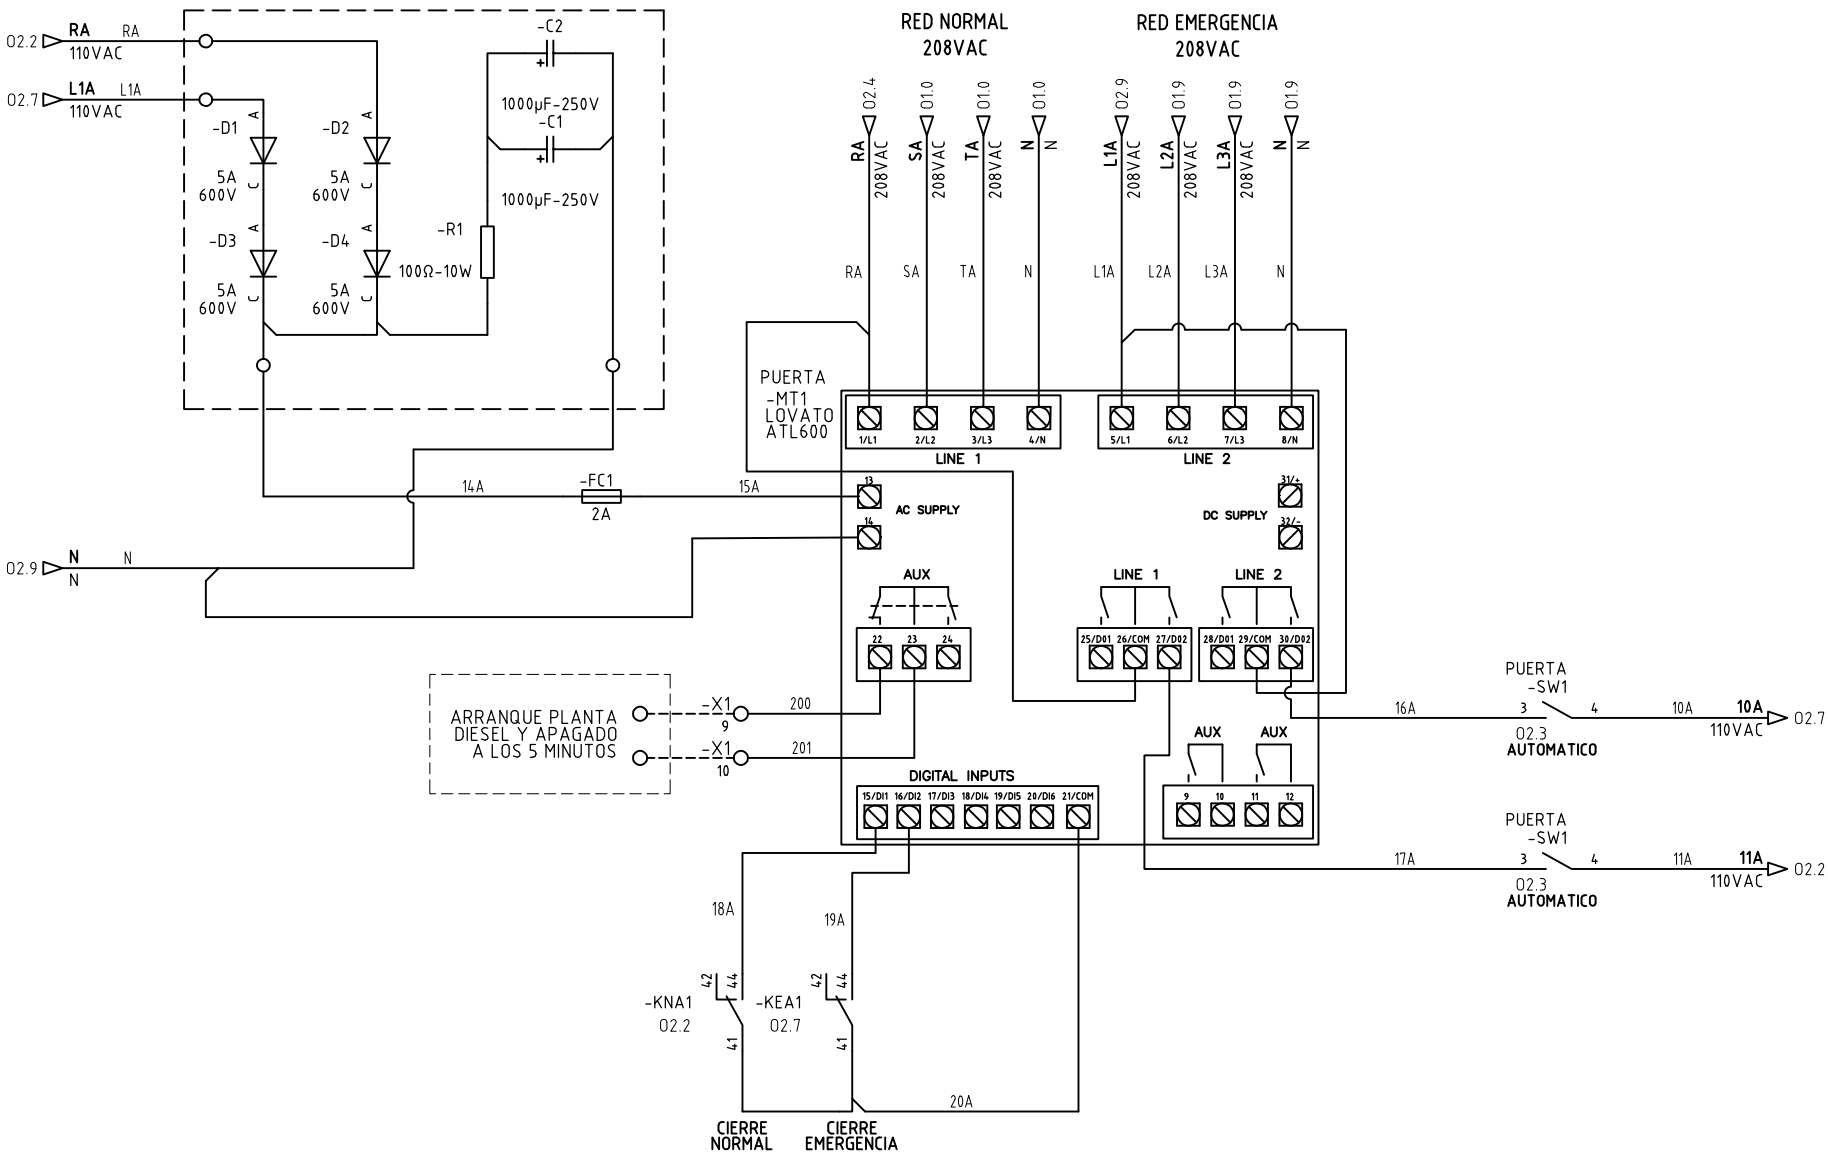 RED NORMAL
208VAC
RED EMERGENCIA
208VAC
02.2 RA RA
110VAC
02.7 L1A L1A
110VAC
-C2
1000µF-250V
-C1
1000µF-250V
-D1 A
5A
600V C
-D2 A
5A
600V C
-D3 A
5A
600V C
-D4 A
5A
600V C
-R1
100Ω-10W
02.4 RA 208VAC RA
01.0 SA 208VAC SA
01.0 TA 208VAC TA
01.0 N N N
02.9 L1A 208VAC L1A
01.9 L2A 208VAC L2A
01.9 L3A 208VAC L3A
01.9 N N N
PUERTA
-MT1
LOVATO
ATL600
1/L1 2/L2 3/L3 4/N
LINE 1
5/L1 6/L2 7/L3 8/N
LINE 2
14A
-FC1
2A
15A
13
14
AC SUPPLY
31/+
32/-
DC SUPPLY
02.9 N N
N
AUX
22 23 24
LINE 1
25/D01 26/COM 27/D02
LINE 2
28/D01 29/COM 30/D02
ARRANQUE PLANTA
DIESEL Y APAGADO
A LOS 5 MINUTOS
-X1
9
200
-X1
10
201
AUX AUX
9 10 11 12
DIGITAL INPUTS
15/DI1 16/DI2 17/DI3 18/DI4 19/DI5 20/DI6 21/COM
PUERTA
-SW1
16A 3 4 10A 10A 02.7
110VAC
02.3
AUTOMATICO
PUERTA
-SW1
17A 3 4 11A 11A 02.2
110VAC
02.3
AUTOMATICO
18A
19A
42 44
-KNA1
02.2
41
42 44
-KEA1
02.7
41
20A
CIERRE
NORMAL
CIERRE
EMERGENCIA